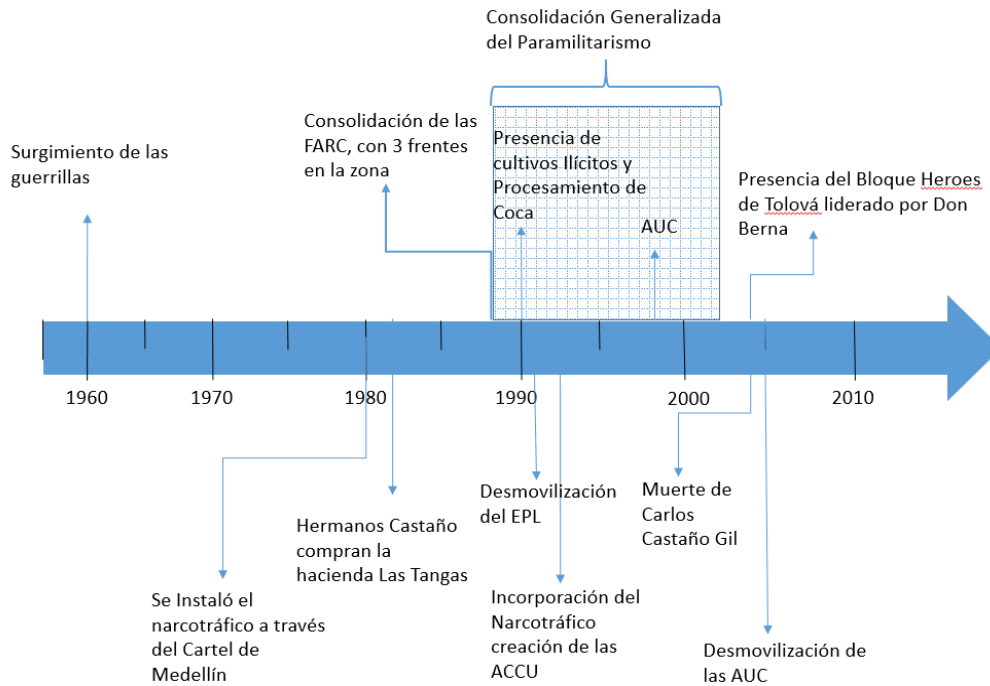 Consolidación Generalizada
del Paramilitarismo
Consolidación de las
FARC, con 3 frentes
en la zona
Surgimiento de las
guerrillas
Presencia de
cultivos Ilícitos y
Procesamiento de
Coca
AUC
Presencia del Bloque Heroes
de Tolová liderado por Don
Berna
1960
1970
1980
1990
2000
2010
Se Instaló el
narcotráfico a través
del Cartel de
Medellín
Hermanos Castaño
compran la
hacienda Las Tangas
Desmovilización
del EPL
Incorporación del
Narcotráfico
creación de las
ACCU
Muerte de
Carlos
Castaño Gil
Desmovilización de
las AUC